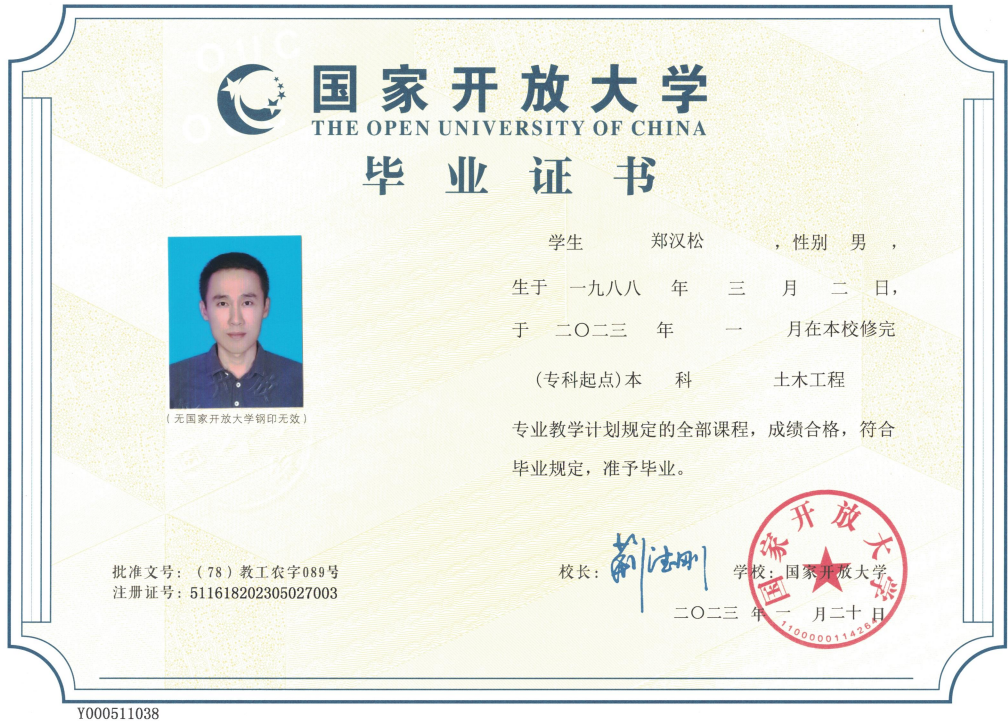 国家开放大学
THE OPEN UNIVERSITY OF CHINA
毕业证书
学生 郑汉松 ，性别 男 ，
生于 一九八八 年 三 月 二 日，
于 二〇二三 年 一 月在本校修完
(专科起点)本 科 土木工程
专业教学计划规定的全部课程，成绩合格，符合
毕业规定，准予毕业。
（无国家开放大学钢印无效）
批准文号：（78）教工农字089号
注册证号：511618202305027003
校长：
学校：国家开放大学
二〇二三 年 一 月二十 日
国家开放大学
Y000511038